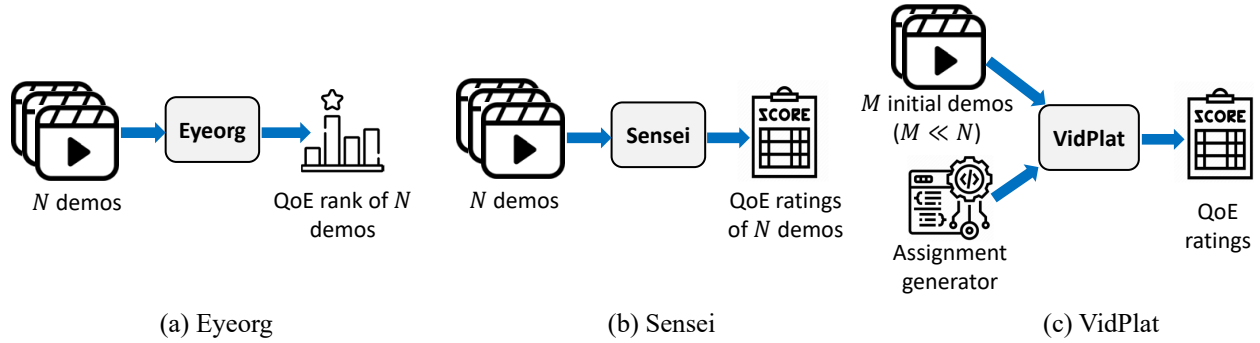 Eyeorg
N demos
QoE rank of N
demos
(a) Eyeorg
Sensei
N demos
SCORE
QoE ratings
of N demos
(b) Sensei
M initial demos
(M ≪ N)
</>
Assignment
generator
VidPlat
SCORE
QoE
ratings
(c) VidPlat